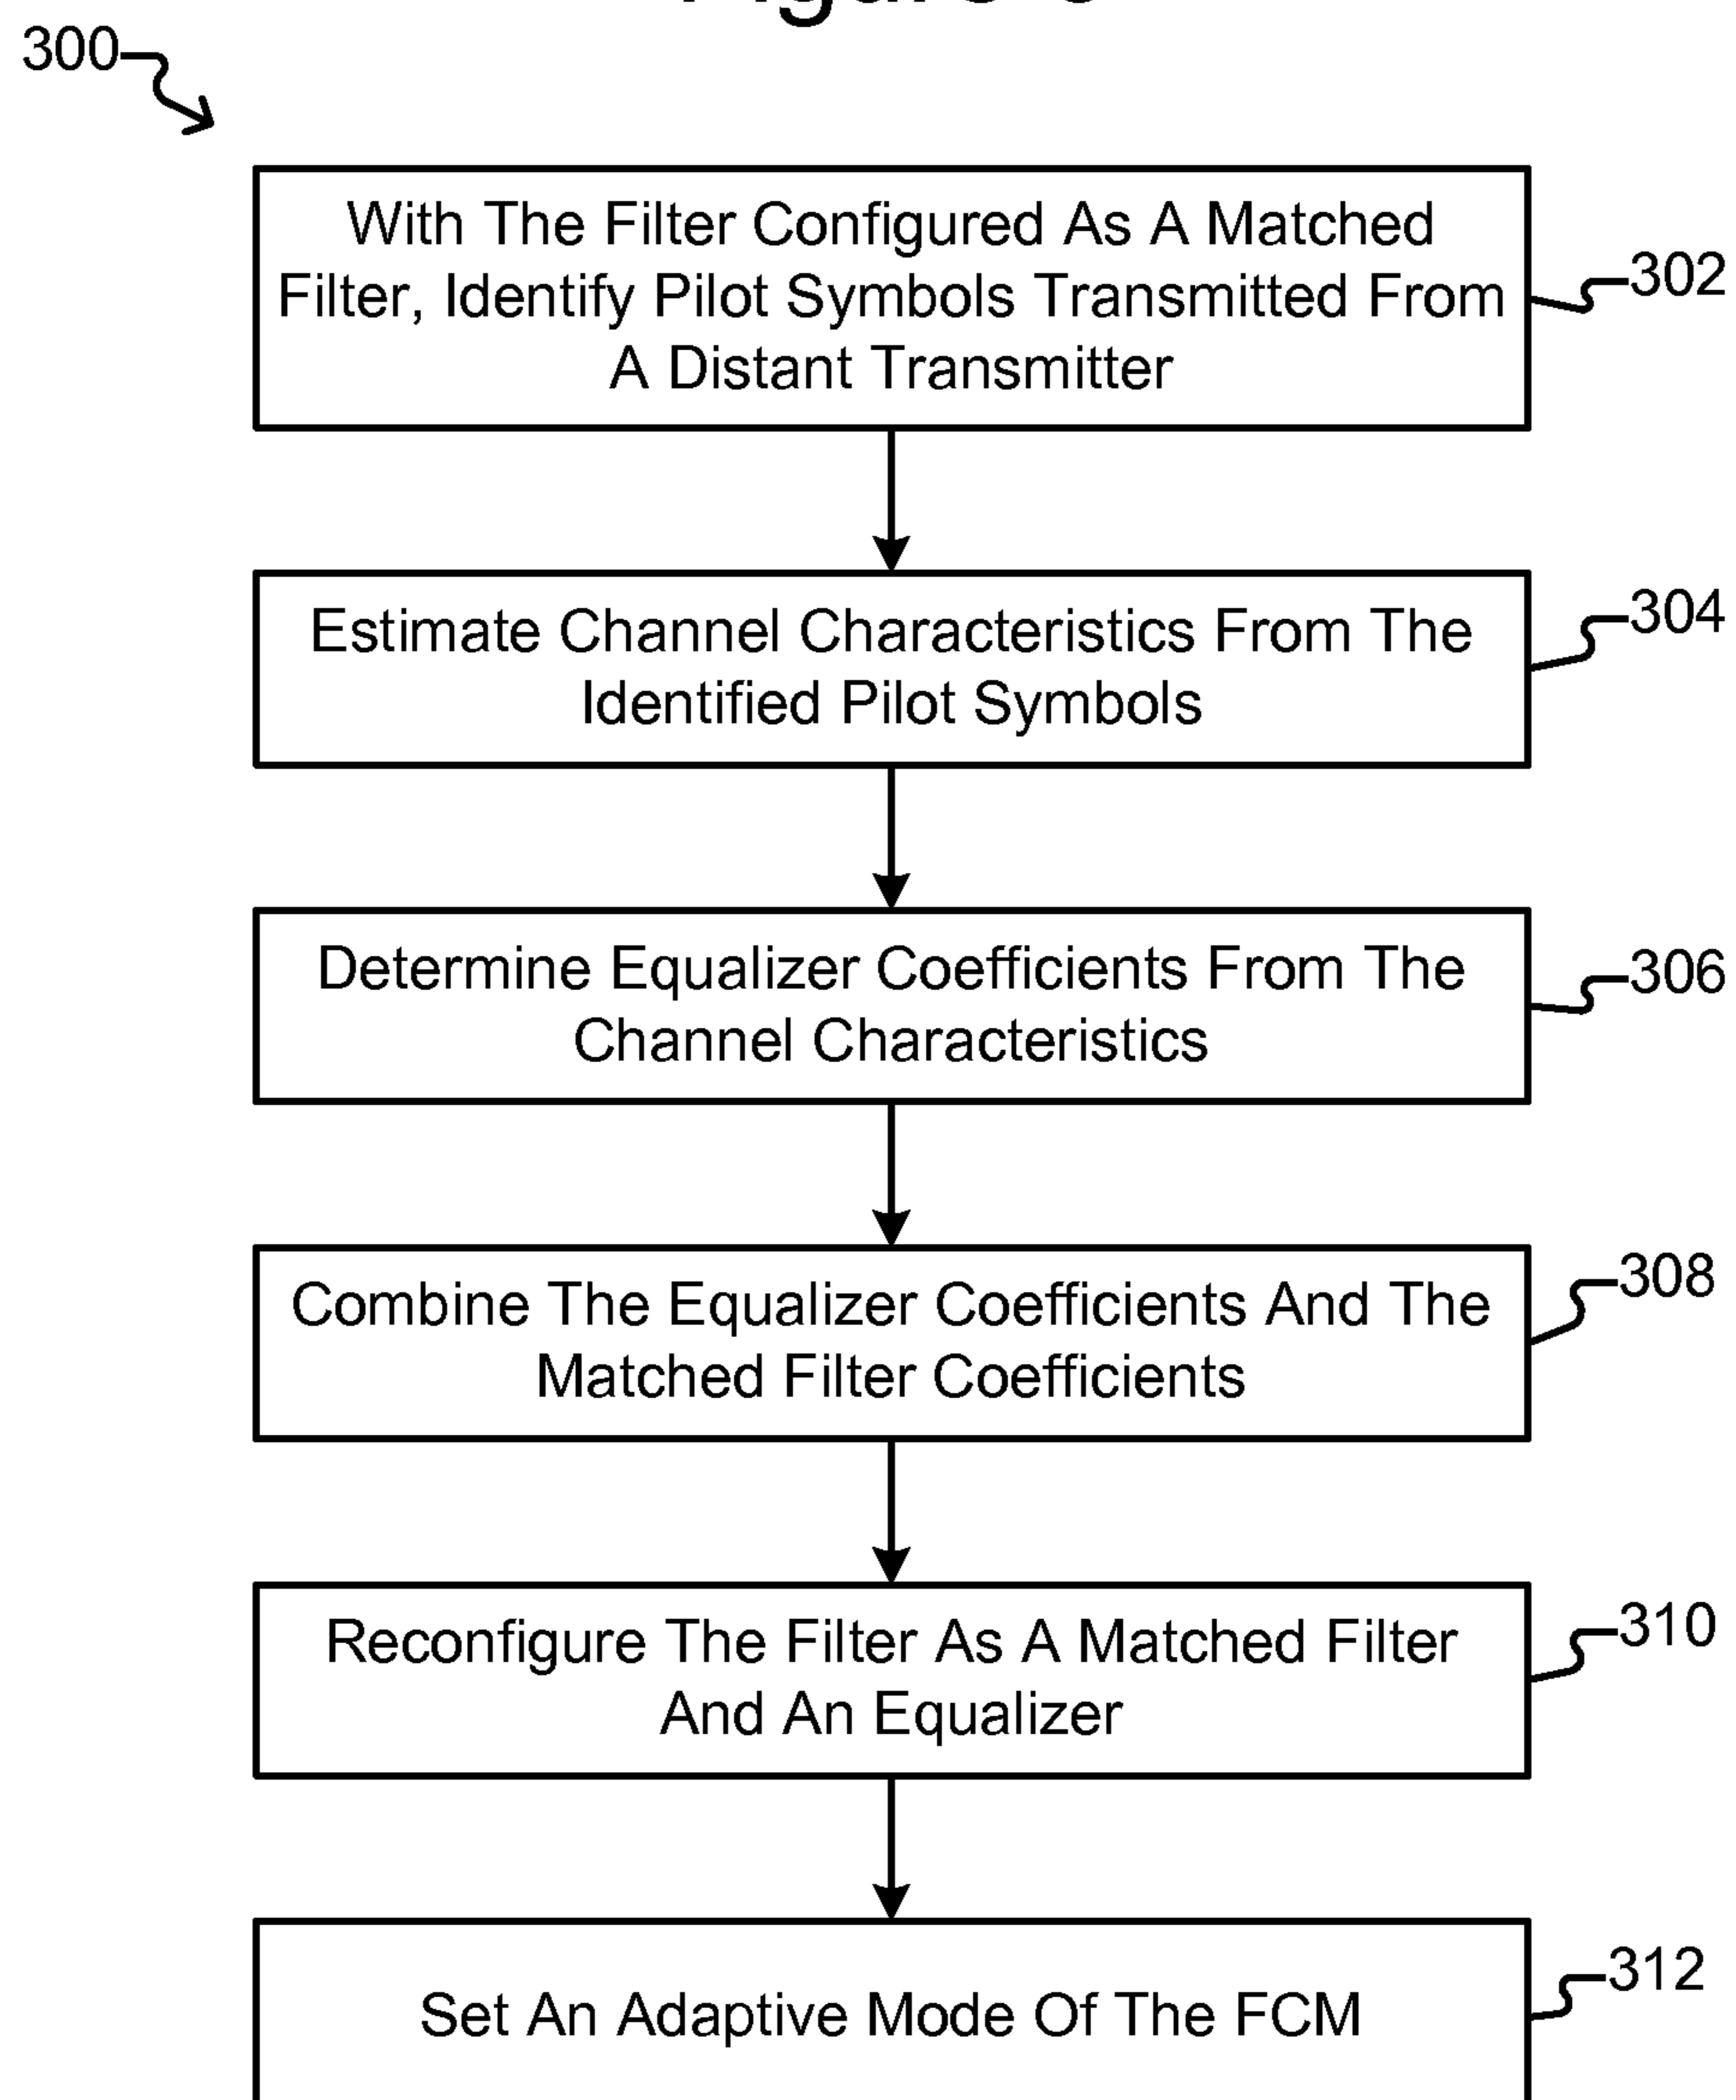 300
With The Filter Configured As A Matched
Filter, Identify Pilot Symbols Transmitted From
A Distant Transmitter
302
Estimate Channel Characteristics From The
Identified Pilot Symbols
304
Determine Equalizer Coefficients From The
Channel Characteristics
306
Combine The Equalizer Coefficients And The
Matched Filter Coefficients
308
Reconfigure The Filter As A Matched Filter
And An Equalizer
310
Set An Adaptive Mode Of The FCM
312